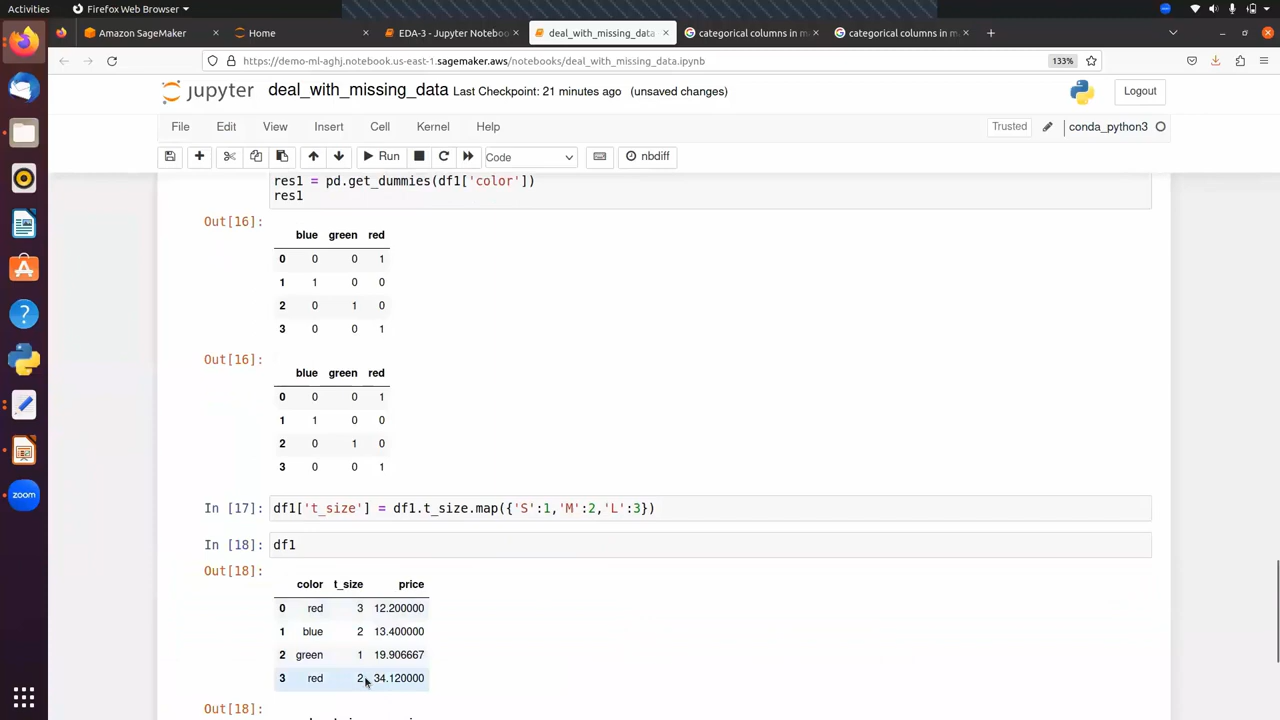 Activities
Firefox Web Browser
Amazon SageMaker × Home × EDA-3 - Jupyter Noteboo × deal_with_missing_data × categorical columns in m × categorical columns in m × +
https://demo-ml-aghj.notebook.us-east-1.sagemaker.aws/notebooks/deal_with_missing_data.ipynb 133%
jupyter deal_with_missing_data Last Checkpoint: 21 minutes ago (unsaved changes) Logout
File Edit View Insert Cell Kernel Help Trusted conda_python3
Run Code nbdiff
res1 = pd.get_dummies(df1['color'])
res1
Out[16]:
blue green red
0 0 0 1
1 1 0 0
2 0 1 0
3 0 0 1
Out[16]:
blue green red
0 0 0 1
1 1 0 0
2 0 1 0
3 0 0 1
In [17]: df1['t_size'] = df1.t_size.map({'S':1,'M':2,'L':3})
In [18]: df1
Out[18]:
color t_size price
0 red 3 12.200000
1 blue 2 13.400000
2 green 1 19.906667
3 red 2 34.120000
Out[18]:
zoom